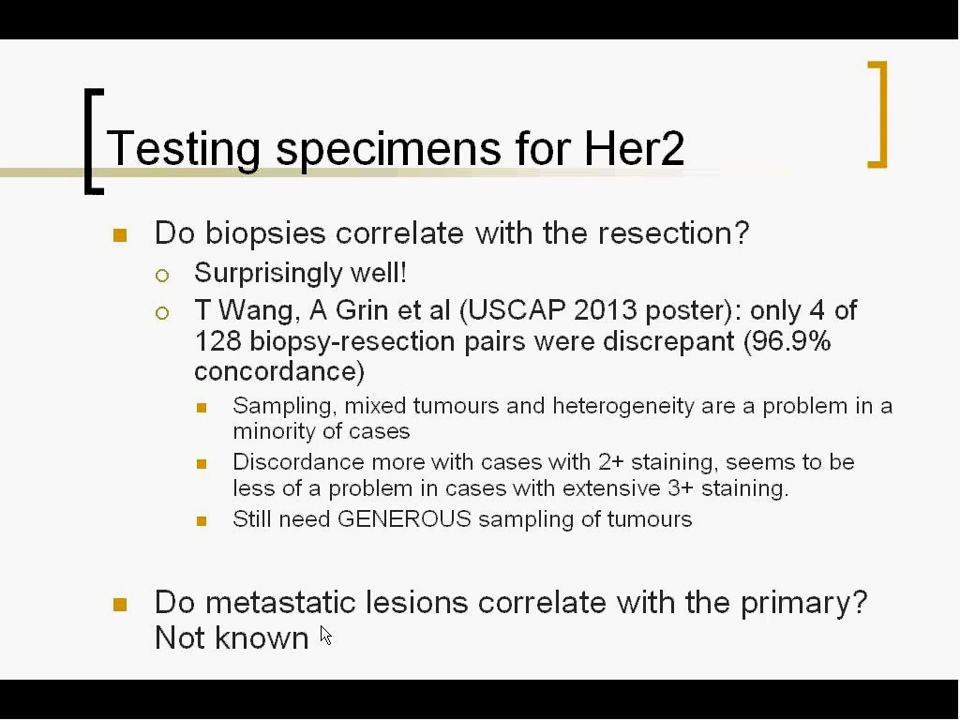 Testing specimens for Her2
Do biopsies correlate with the resection?
Surprisingly well!
T Wang, A Grin et al (USCAP 2013 poster): only 4 of
128 biopsy-resection pairs were discrepant (96.9%
concordance)
Sampling, mixed tumours and heterogeneity are a problem in a
minority of cases
Discordance more with cases with 2+ staining, seems to be
less of a problem in cases with extensive 3+ staining.
Still need GENEROUS sampling of tumours
Do metastatic lesions correlate with the primary?
Not known